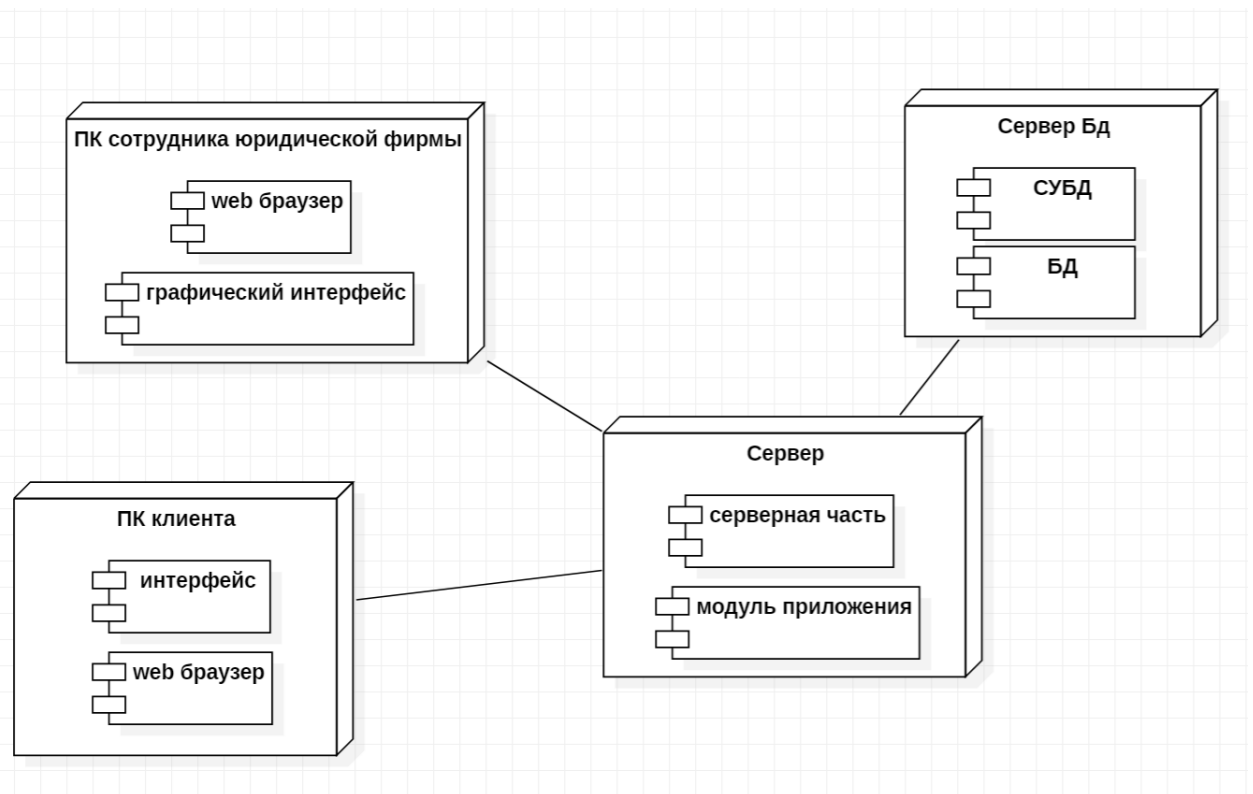 ПК сотрудника юридической фирмы
web браузер
графический интерфейс
Сервер Бд
СУБД
БД
Сервер
серверная часть
модуль приложения
ПК клиента
интерфейс
web браузер